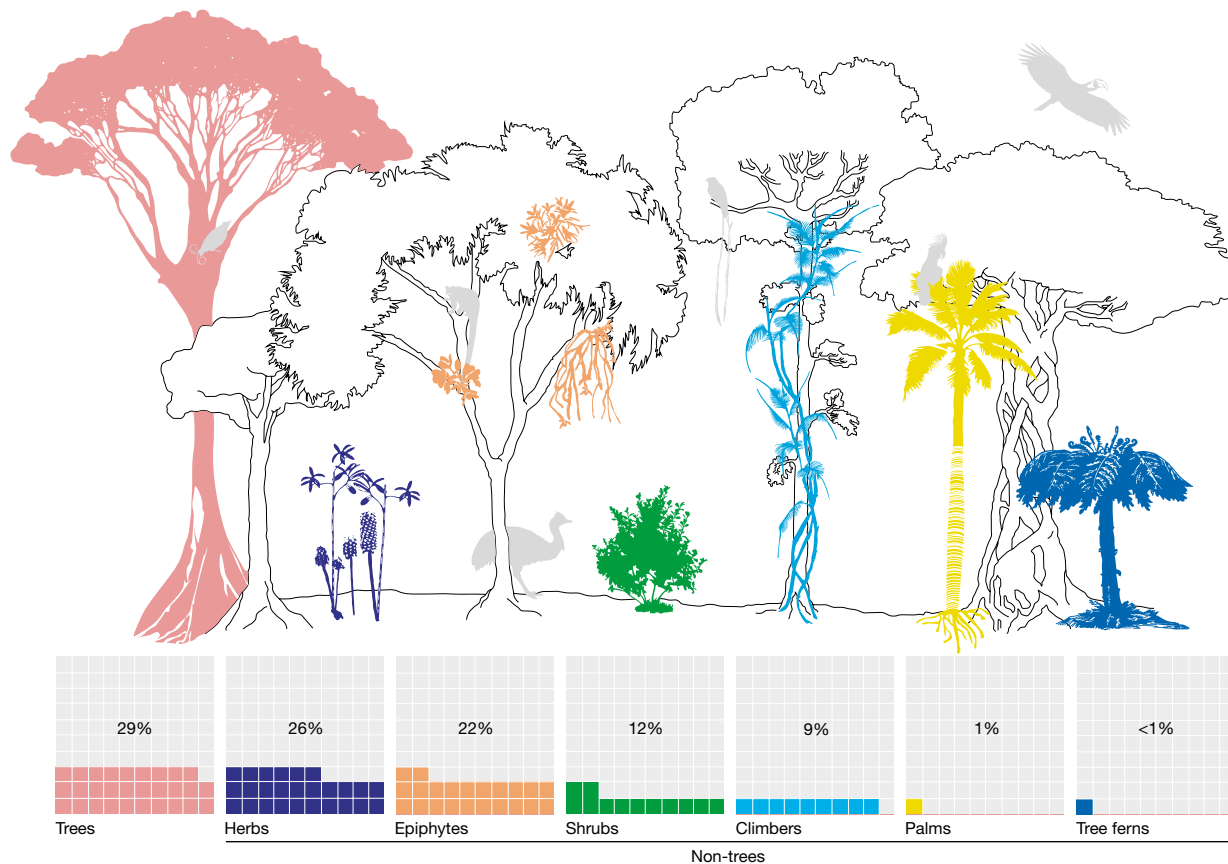 29%
26%
22%
12%
9%
1%
<1%
Trees
Herbs
Epiphytes
Shrubs
Climbers
Palms
Tree ferns
Non-trees